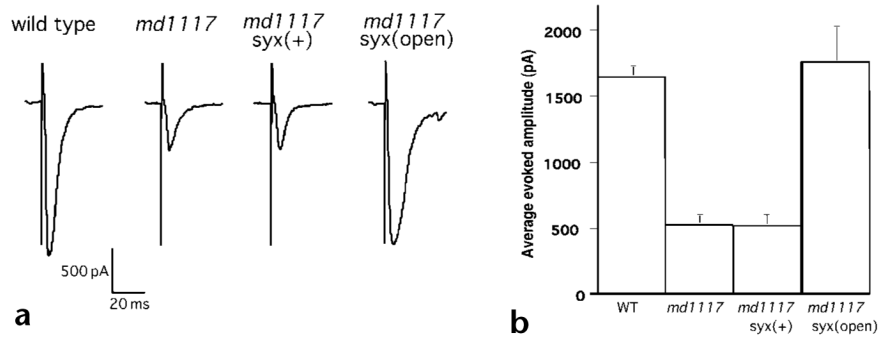 wild type
md1117
md1117
syx(+)
md1117
syx(open)
500 pA
20 ms
a
Average evoked amplitude (pA)
2000
1500
1000
500
0
WT
md1117
md1117
syx(+)
md1117
syx(open)
b